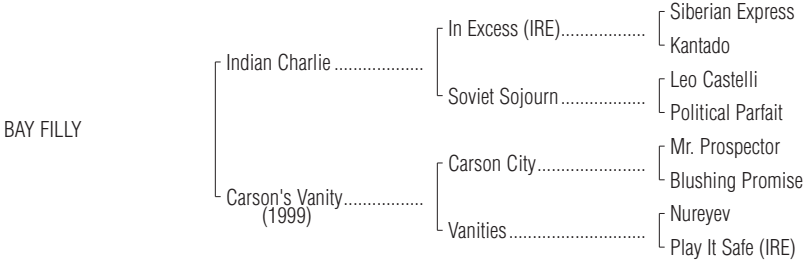 Siberian Express
In Excess (IRE)...................
Kantado
Indian Charlie ...................
Leo Castelli
Soviet Sojourn...................
Political Parfait
BAY FILLY
Mr. Prospector
Carson City........................
Blushing Promise
Carson's Vanity..................
(1999)
Nureyev
Vanities..............................
Play It Safe (IRE)